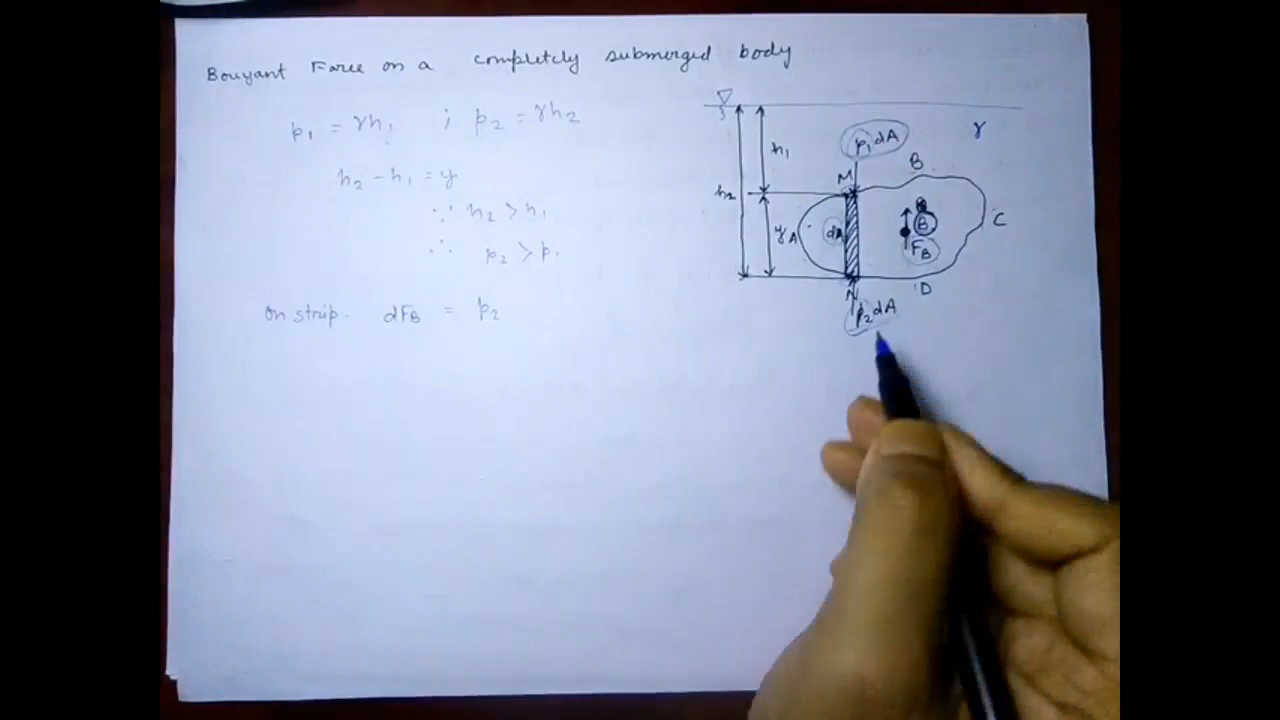 Bouyant Force on a completely submerged body
p₁ = γh₁ ; p₂ = γh₂
h₂ - h₁ = y
∵ h₂ > h₁
∴ p₂ > p₁
On strip. dF_B = p₂
γ
h₁
p₁dA
B
M
h₂
y
A
dA
B
C
F_B
N
D
p₂dA